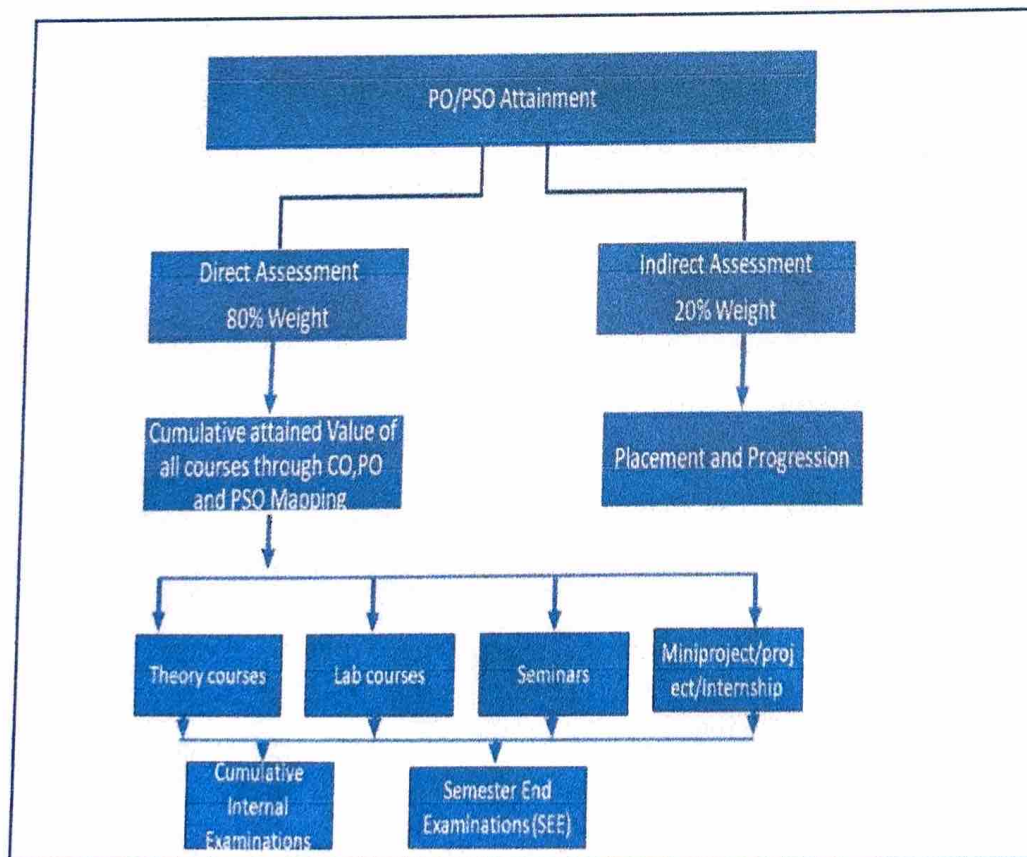 PO/PSO Attainment
Direct Assessment
80% Weight
Indirect Assessment
20% Weight
Cumulative attained Value of
all courses through CO,PO
and PSO Mapping
Placement and Progression
Theory courses
Lab courses
Seminars
Miniproject/proj
ect/Internship
Cumulative
Internal
Examinations
Semester End
Examinations(SEE)